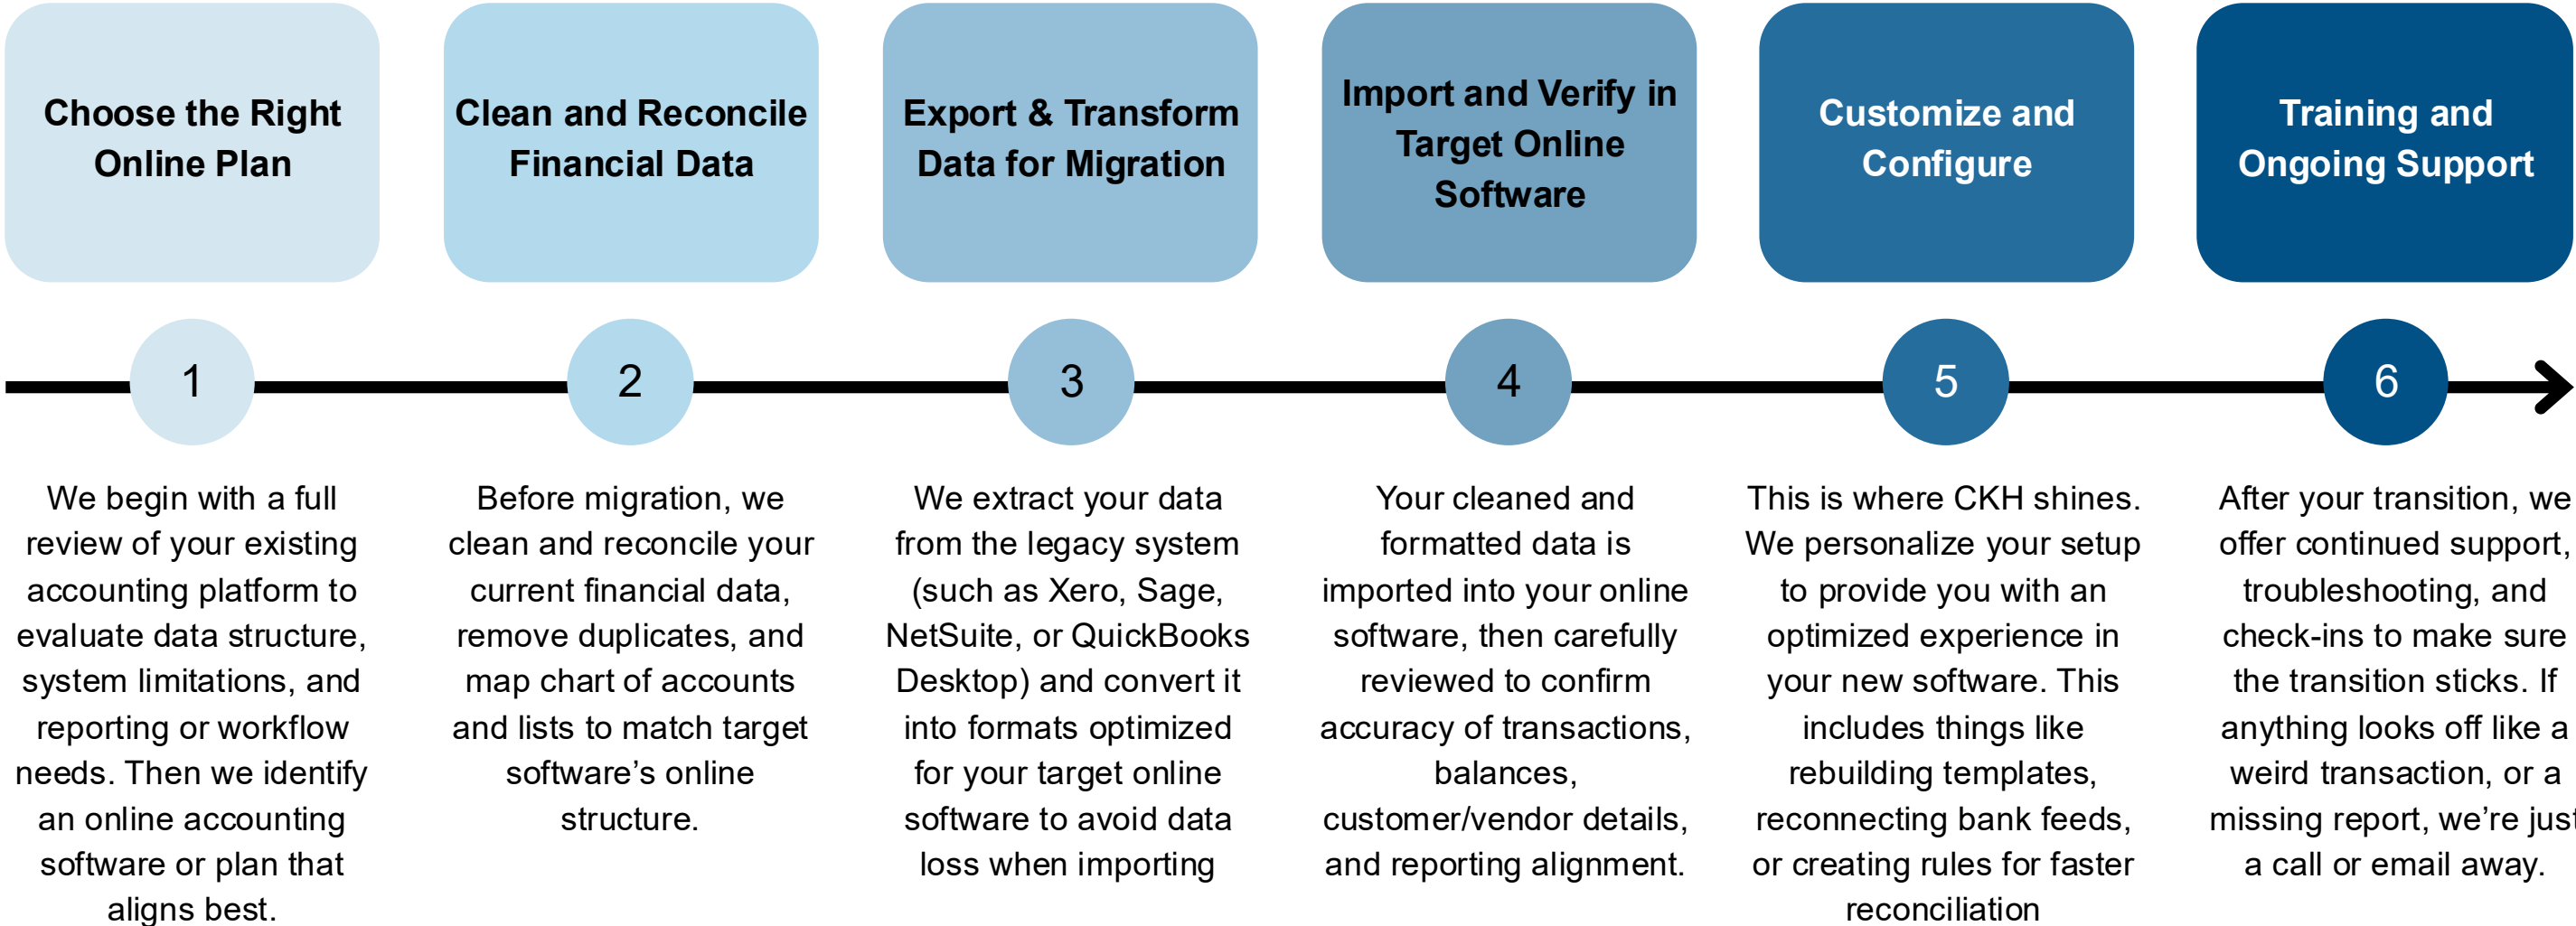 Choose the Right
Online Plan
Clean and Reconcile
Financial Data
Export & Transform
Data for Migration
Import and Verify in
Target Online
Software
Customize and
Configure
Training and
Ongoing Support
1
2
3
4
5
6
We begin with a full
review of your existing
accounting platform to
evaluate data structure,
system limitations, and
reporting or workflow
needs. Then we identify
an online accounting
software or plan that
aligns best.
Before migration, we
clean and reconcile your
current financial data,
remove duplicates, and
map chart of accounts
and lists to match target
software’s online
structure.
We extract your data
from the legacy system
(such as Xero, Sage,
NetSuite, or QuickBooks
Desktop) and convert it
into formats optimized
for your target online
software to avoid data
loss when importing
Your cleaned and
formatted data is
imported into your online
software, then carefully
reviewed to confirm
accuracy of transactions,
balances,
customer/vendor details,
and reporting alignment.
This is where CKH shines.
We personalize your setup
to provide you with an
optimized experience in
your new software. This
includes things like
rebuilding templates,
reconnecting bank feeds,
or creating rules for faster
reconciliation
After your transition, we
offer continued support,
troubleshooting, and
check-ins to make sure
the transition sticks. If
anything looks off like a
weird transaction, or a
missing report, we’re just
a call or email away.